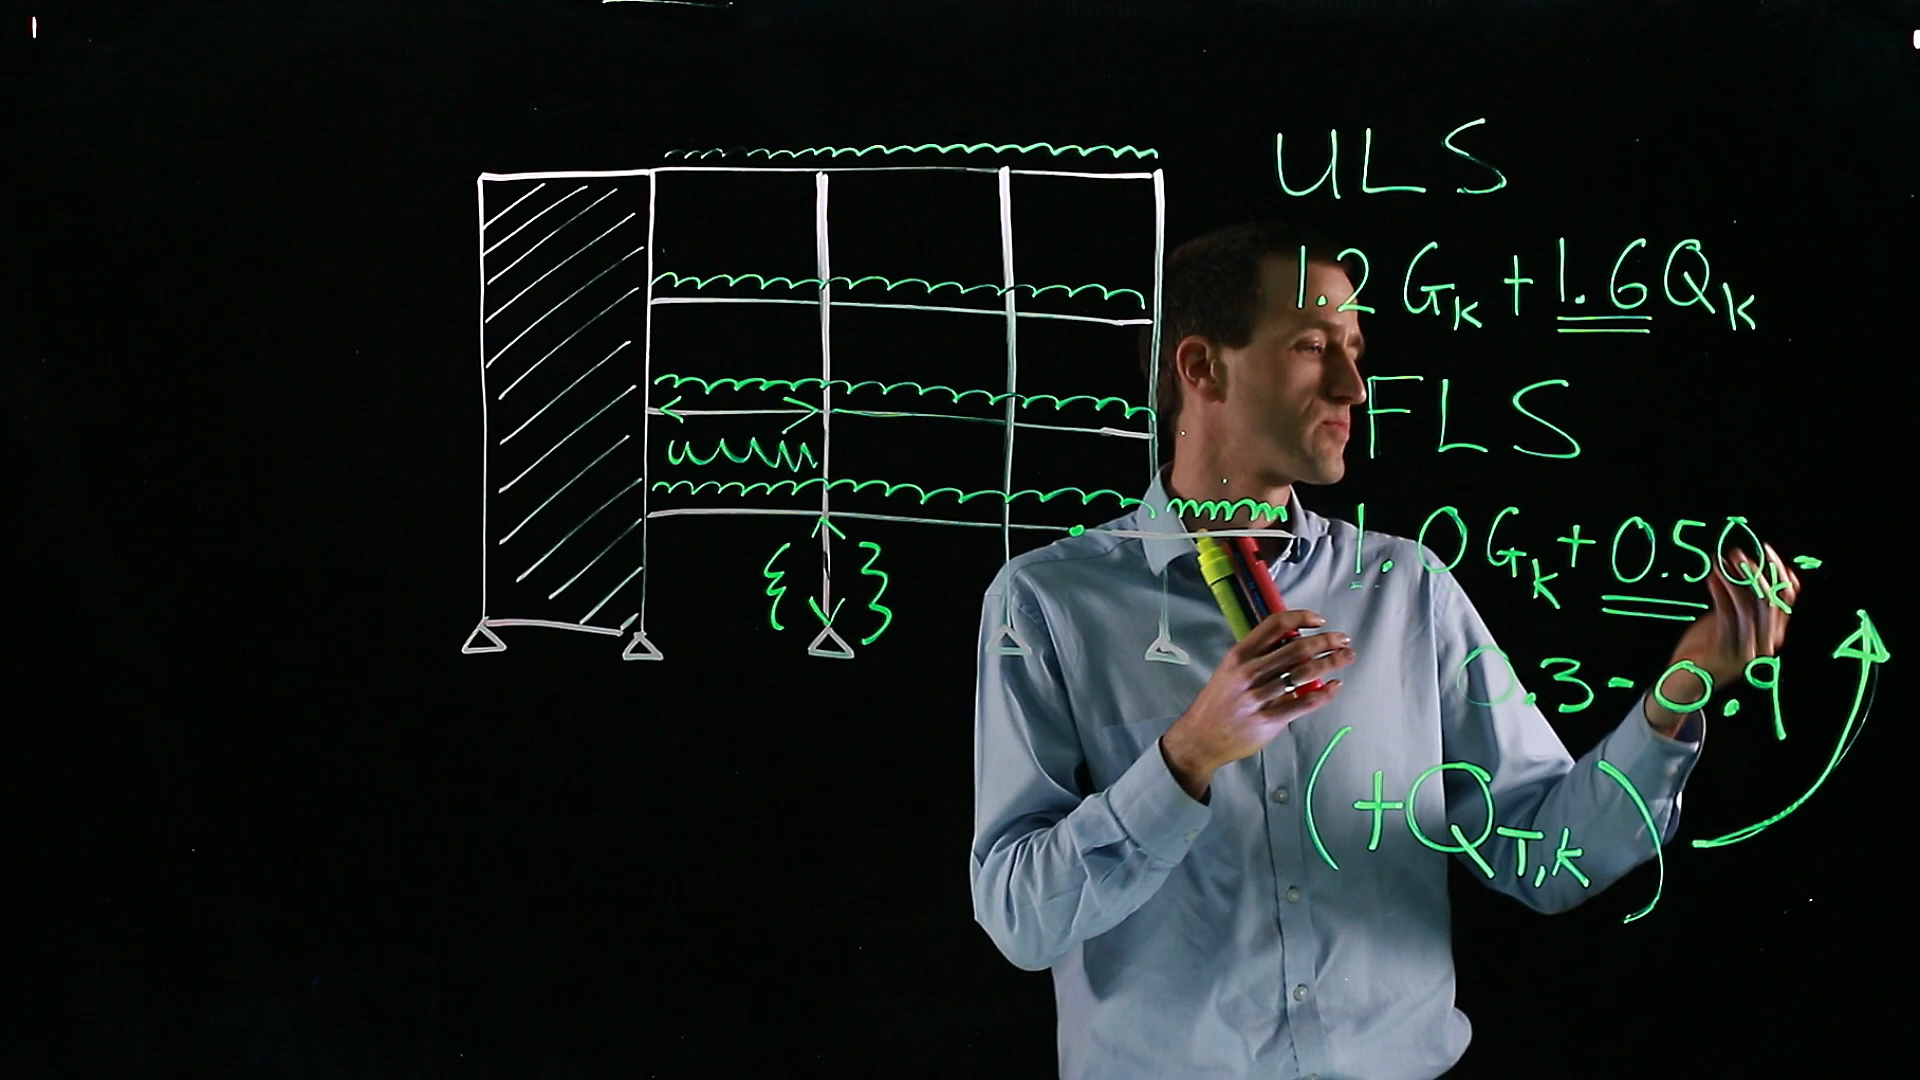 ULS
1.2 Gk + 1.6 Qk
FLS
1.0 Gk + 0.5 Qk -
0.3 - 0.9
(+QT,k)